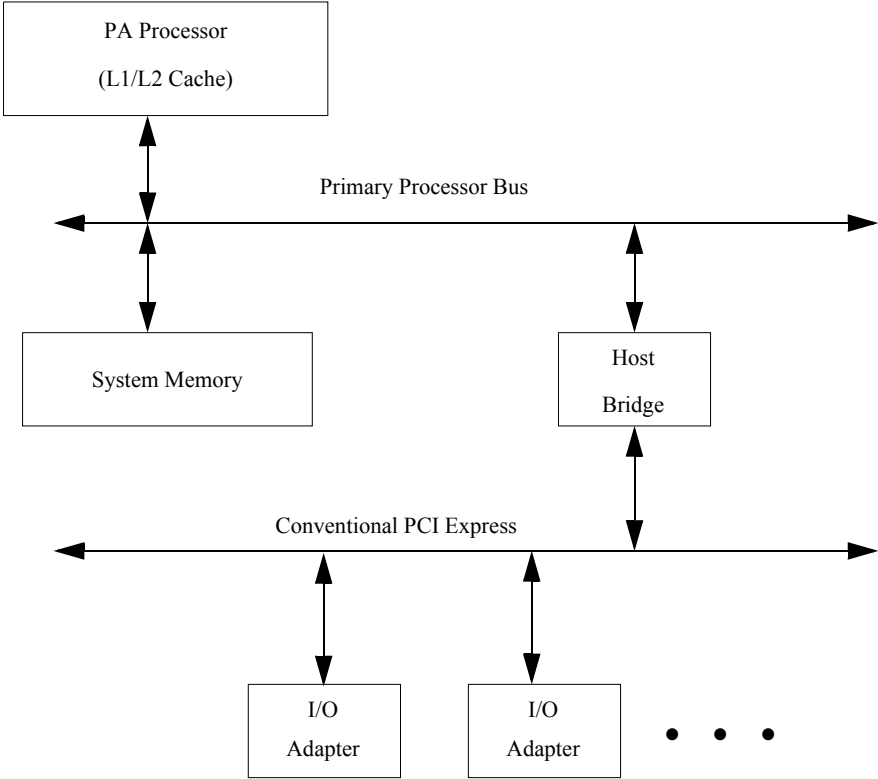 PA Processor
(L1/L2 Cache)
Primary Processor Bus
System Memory
Host
Bridge
Conventional PCI Express
I/O
Adapter
I/O
Adapter